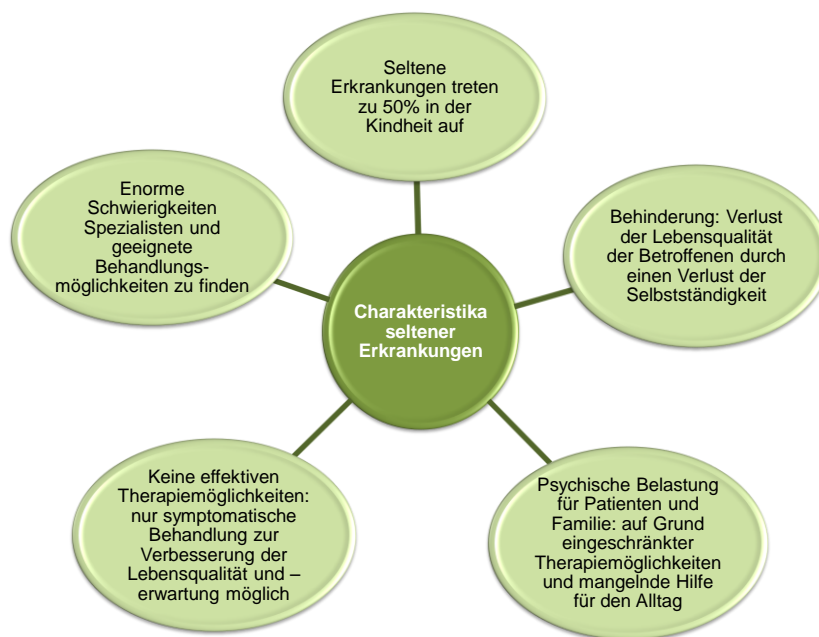 Seltene
Erkrankungen treten
zu 50% in der
Kindheit auf
Enorme
Schwierigkeiten
Spezialisten und
geeignete
Behandlungs-
möglichkeiten zu finden
Behinderung: Verlust
der Lebensqualität
der Betroffenen durch
einen Verlust der
Selbstständigkeit
Charakteristika
seltener
Erkrankungen
Keine effektiven
Therapiemöglichkeiten:
nur symptomatische
Behandlung zur
Verbesserung der
Lebensqualität und –
erwartung möglich
Psychische Belastung
für Patienten und
Familie: auf Grund
eingeschränkter
Therapiemöglichkeiten
und mangelnde Hilfe
für den Alltag